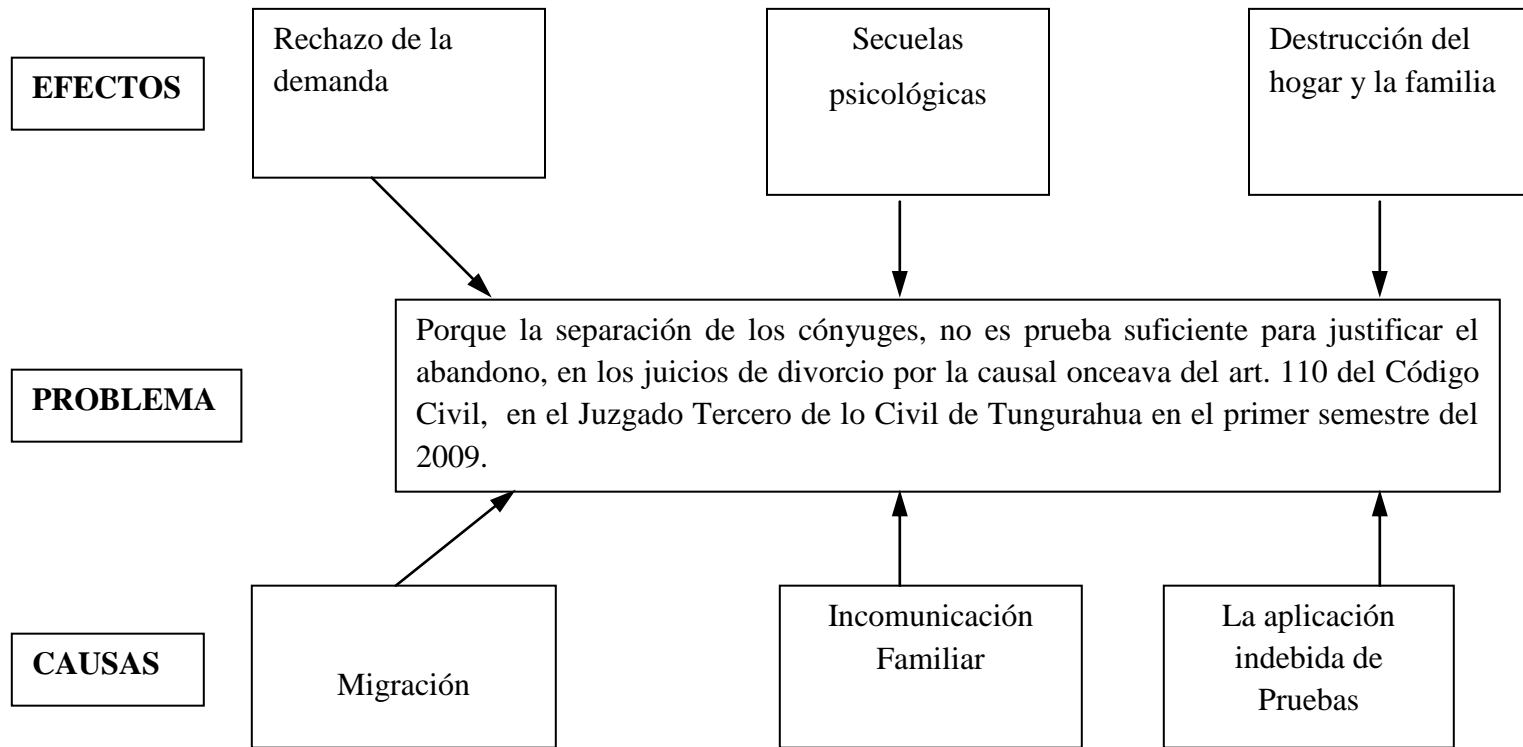 EFECTOS
Rechazo de la
demanda
Secuelas
psicológicas
Destrucción del
hogar y la familia
PROBLEMA
Porque la separación de los cónyuges, no es prueba suficiente para justificar el
abandono, en los juicios de divorcio por la causal onceava del art. 110 del Código
Civil, en el Juzgado Tercero de lo Civil de Tungurahua en el primer semestre del
2009.
CAUSAS
Migración
Incomunicación
Familiar
La aplicación
indebida de
Pruebas